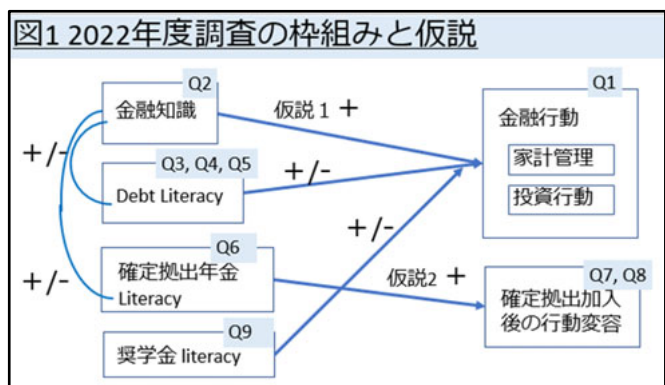 図1 2022年度調査の枠組みと仮説
Q2
金融知識
仮説1 +
Q1
金融行動
家計管理
投資行動
+/-
Q3, Q4, Q5
Debt Literacy
+/-
+/-
+/-
Q6
確定拠出年金
Literacy
仮説2 +
Q7, Q8
確定拠出加入
後の行動変容
Q9
奨学金 literacy